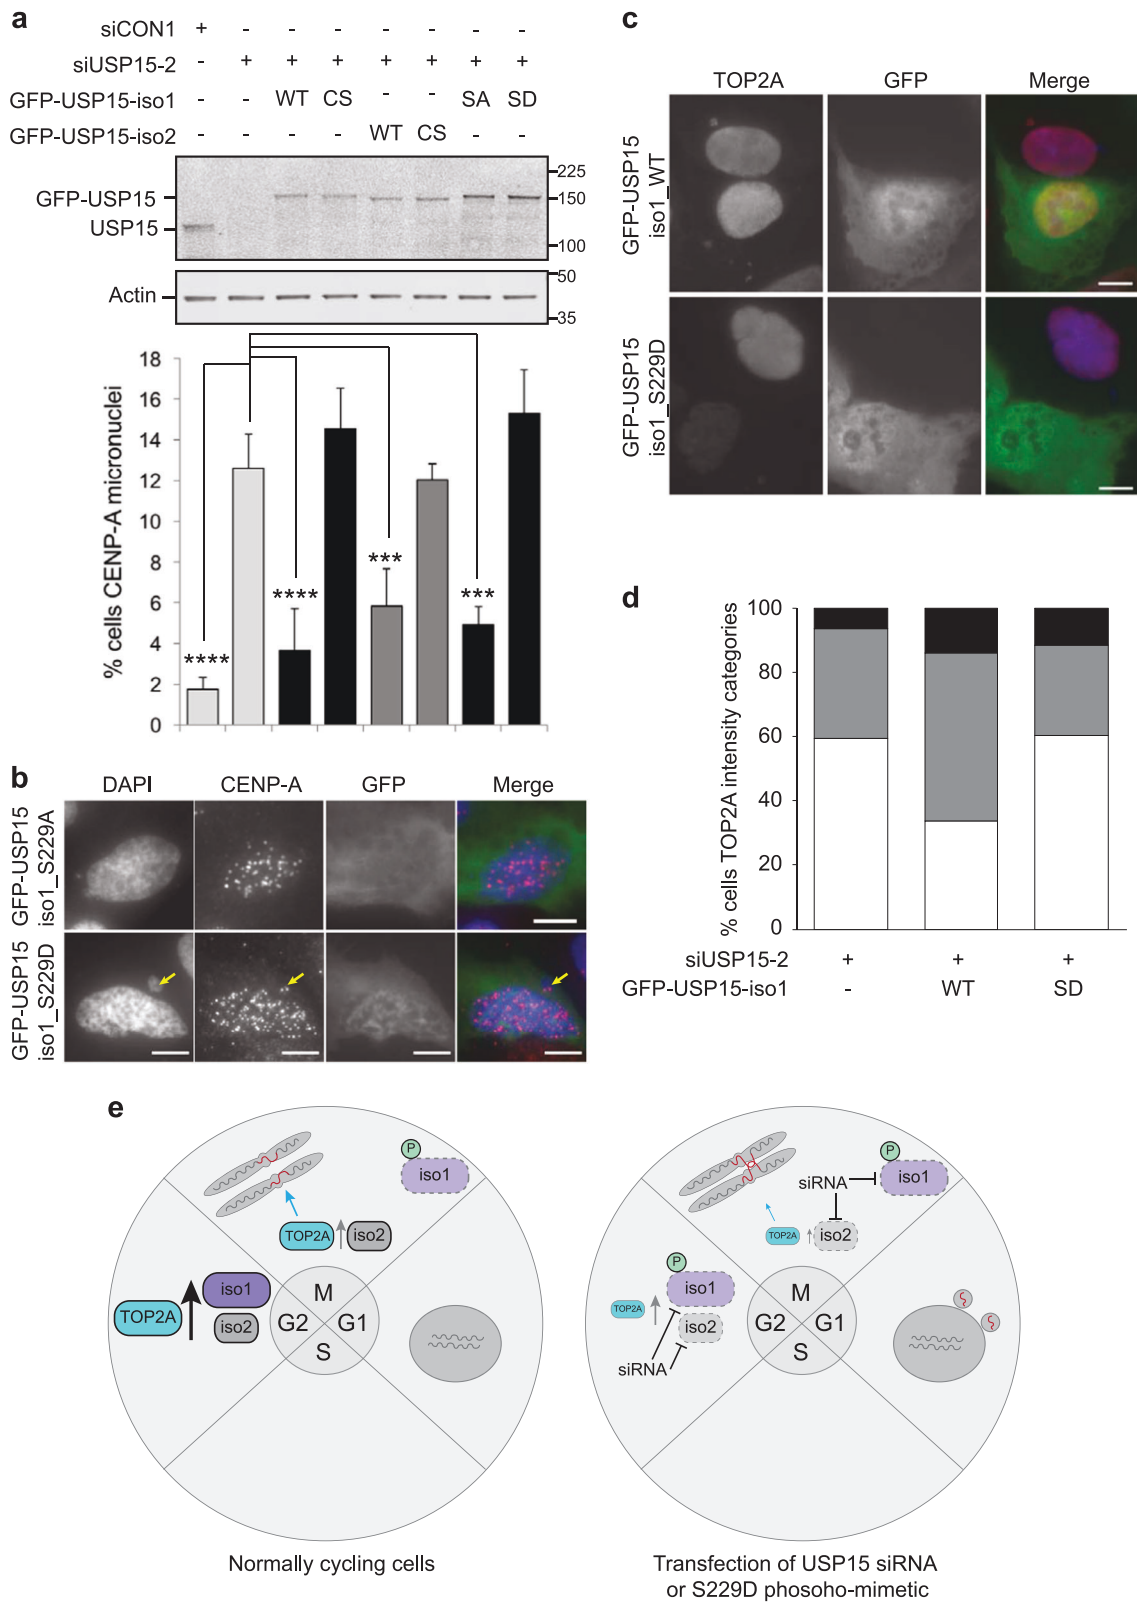 a
siCON1 + - - - - - - -
siUSP15-2 - + + + + + + +
GFP-USP15-iso1 - - WT CS - - SA SD
GFP-USP15-iso2 - - - - WT CS - -
GFP-USP15
USP15
225
150
100
Actin
50
35
% cells CENP-A micronuclei
18
16
14
12
10
8
6
4
2
0
****
****
***
***
b
DAPI CENP-A GFP Merge
GFP-USP15
iso1_S229A
GFP-USP15
iso1_S229D
c
TOP2A GFP Merge
GFP-USP15
iso1_WT
GFP-USP15
iso1_S229D
d
% cells TOP2A intensity categories
100
80
60
40
20
0
siUSP15-2 + + +
GFP-USP15-iso1 - WT SD
e
P
iso1
TOP2A iso2
TOP2A iso1
iso2
M
G2 G1
S
Normally cycling cells
P
siRNA iso1
TOP2A iso2
P
TOP2A iso1
iso2
siRNA
M
G2 G1
S
Transfection of USP15 siRNA
or S229D phosoho-mimetic